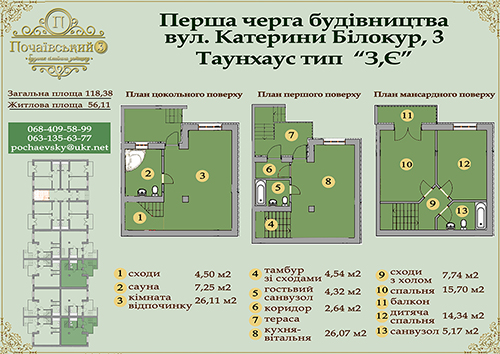 П
Почаївський
Перша черга будівництва
вул. Катерини Білокур, 3
Таунхаус тип “З,Є”
Загальна площа 118,38
Житлова площа 56,11
068-409-58-99
063-135-63-77
pochaevsky@ukr.net
План цокольного поверху
План першого поверху
План мансардного поверху
1
2
3
4
5
6
7
8
9
10
11
12
13
1 сходи 4,50 м2
2 сауна 7,25 м2
3 кімната
відпочинку 26,11 м2
4 тамбур
зі сходами 4,54 м2
5 гостьвий
санвузол 4,32 м2
6 коридор 2,64 м2
7 тераса
8 кухня-
вітальня 26,07 м2
9 сходи
з холом 7,74 м2
10 спальня 15,70 м2
11 балкон
12 дитяча
спальня 14,34 м2
13 санвузол 5,17 м2